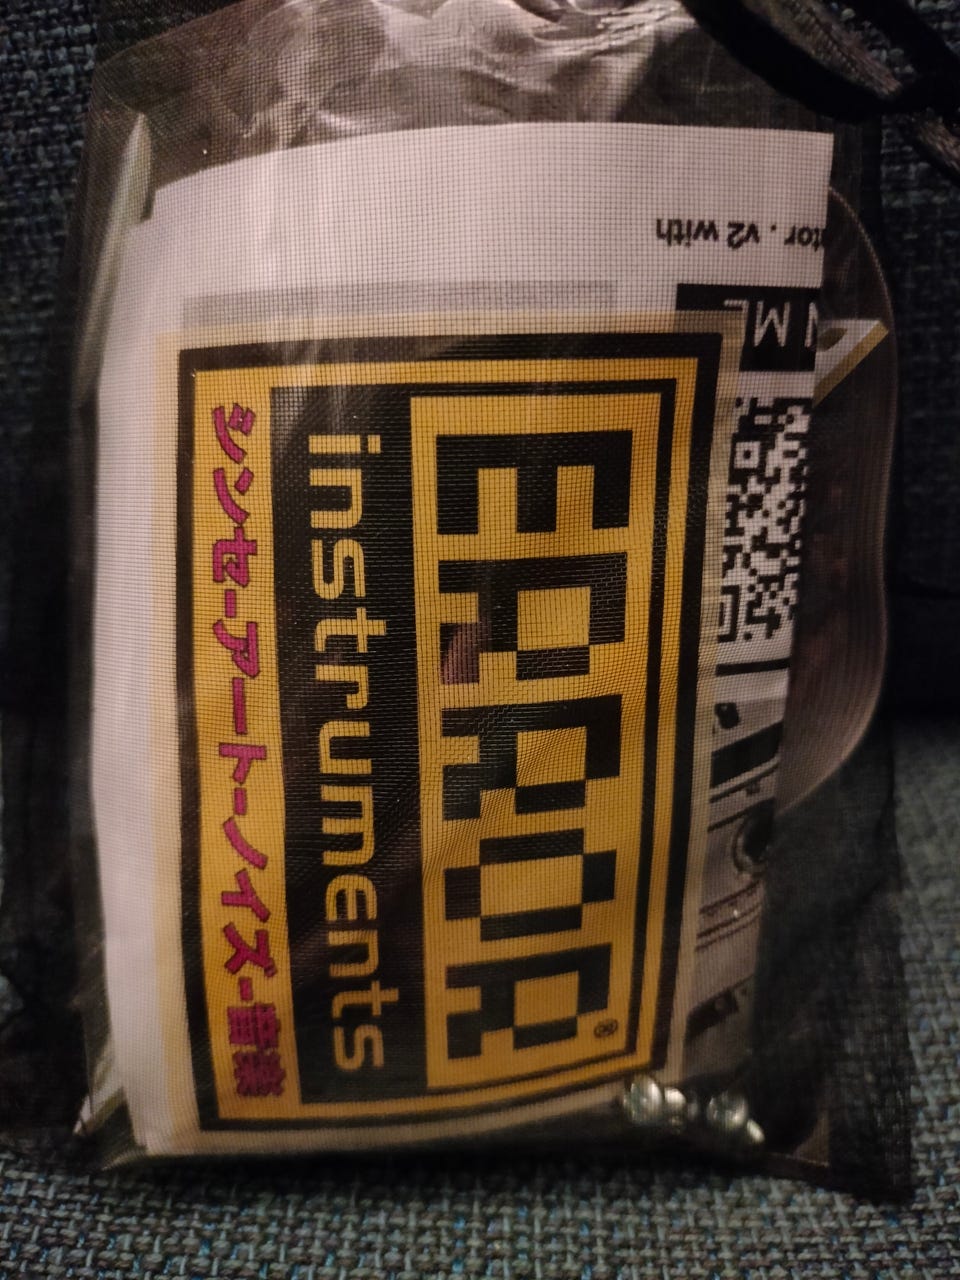 ERROR®
instruments
シンセ-アート-ノイズ-音楽
tor . v2 with